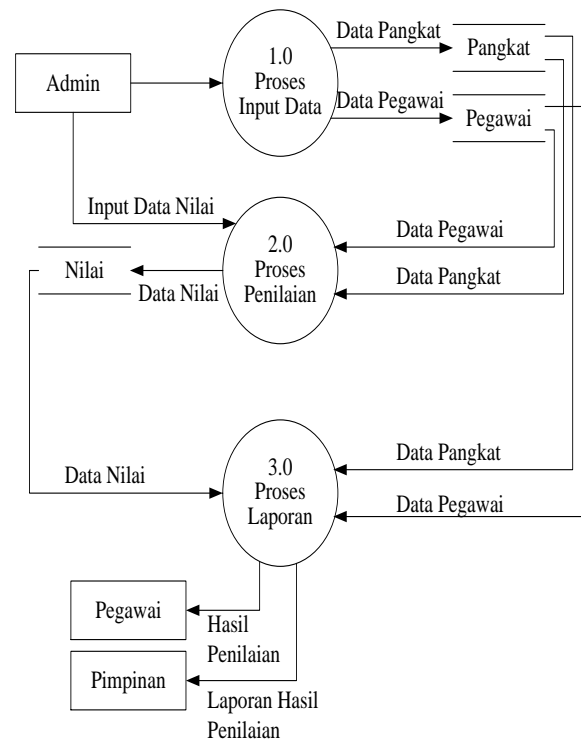 Admin
1.0
Proses
Input Data
Data Pangkat
Pangkat
Data Pegawai
Pegawai
Input Data Nilai
2.0
Proses
Penilaian
Data Pegawai
Data Pangkat
Nilai
Data Nilai
3.0
Proses
Laporan
Data Nilai
Data Pangkat
Data Pegawai
Pegawai
Hasil
Penilaian
Pimpinan
Laporan Hasil
Penilaian